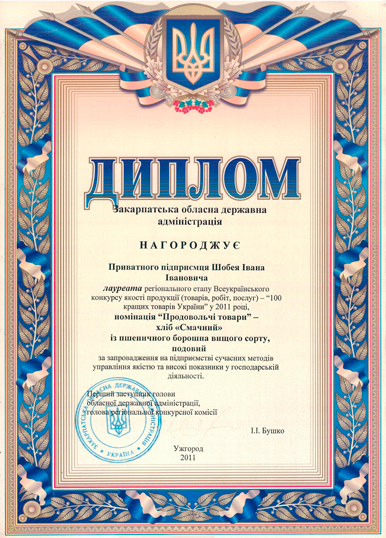 ДИПЛОМ
Закарпатська обласна державна
адміністрація
НАГОРОДЖУЄ
Приватного підприємця Шобея Івана
Івановича
лауреата регіонального етапу Всеукраїнського
конкурсу якості продукції (товарів, робіт, послуг) – “100
кращих товарів України” у 2011 році,
номінація “Продовольчі товари” –
хліб «Смачний»
із пшеничного борошна вищого сорту,
подовий
за запровадження на підприємстві сучасних методів
управління якістю та високі показники у господарській
діяльності.
Перший заступник голови
обласної державної адміністрації,
голова регіональної конкурсної комісії
І.І. Бушко
УКРАЇНА
Ужгород
2011